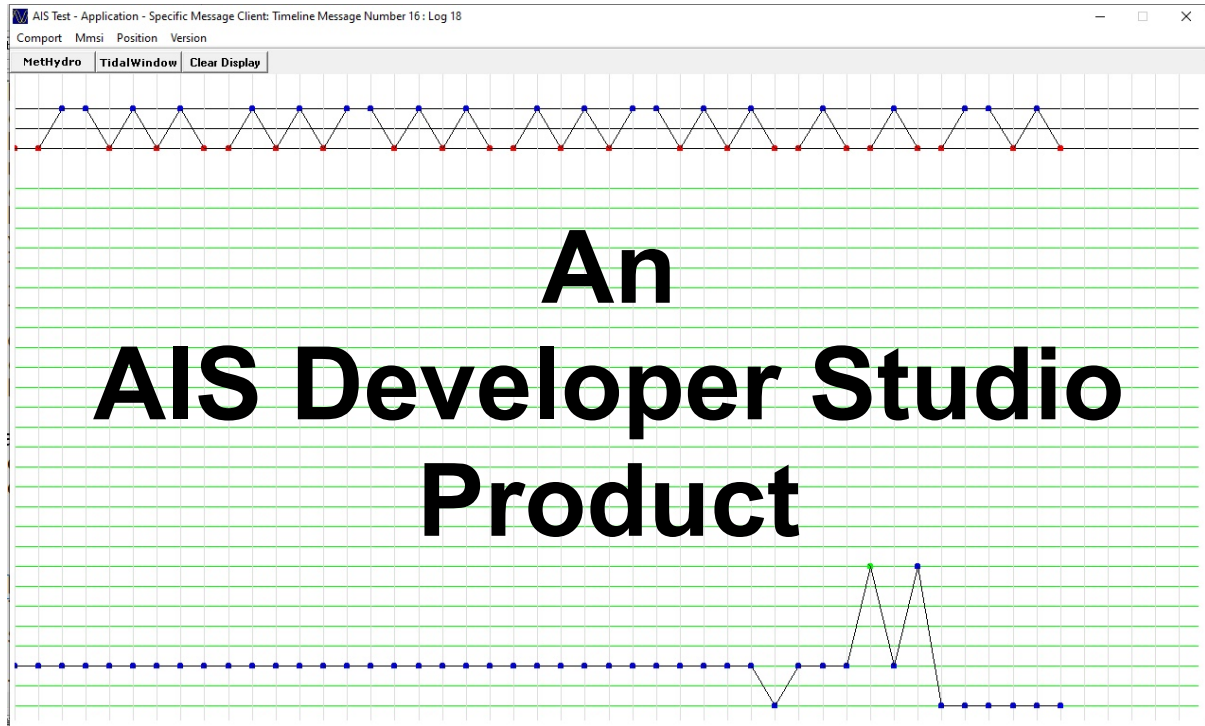 AIS Test - Application - Specific Message Client: Timeline Message Number 16 : Log 18
Comport Mmsi Position Version
MetHydro TidalWindow Clear Display
An
AIS Developer Studio
Product